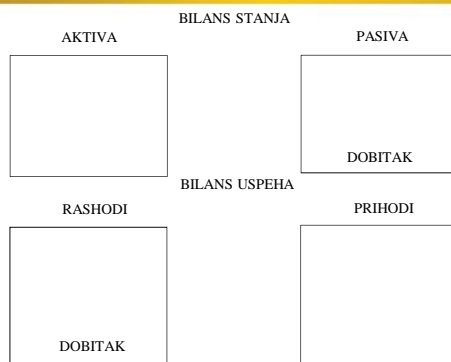 BILANS STANJA
AKTIVA
PASIVA
DOBITAK
BILANS USPEHA
RASHODI
PRIHODI
DOBITAK